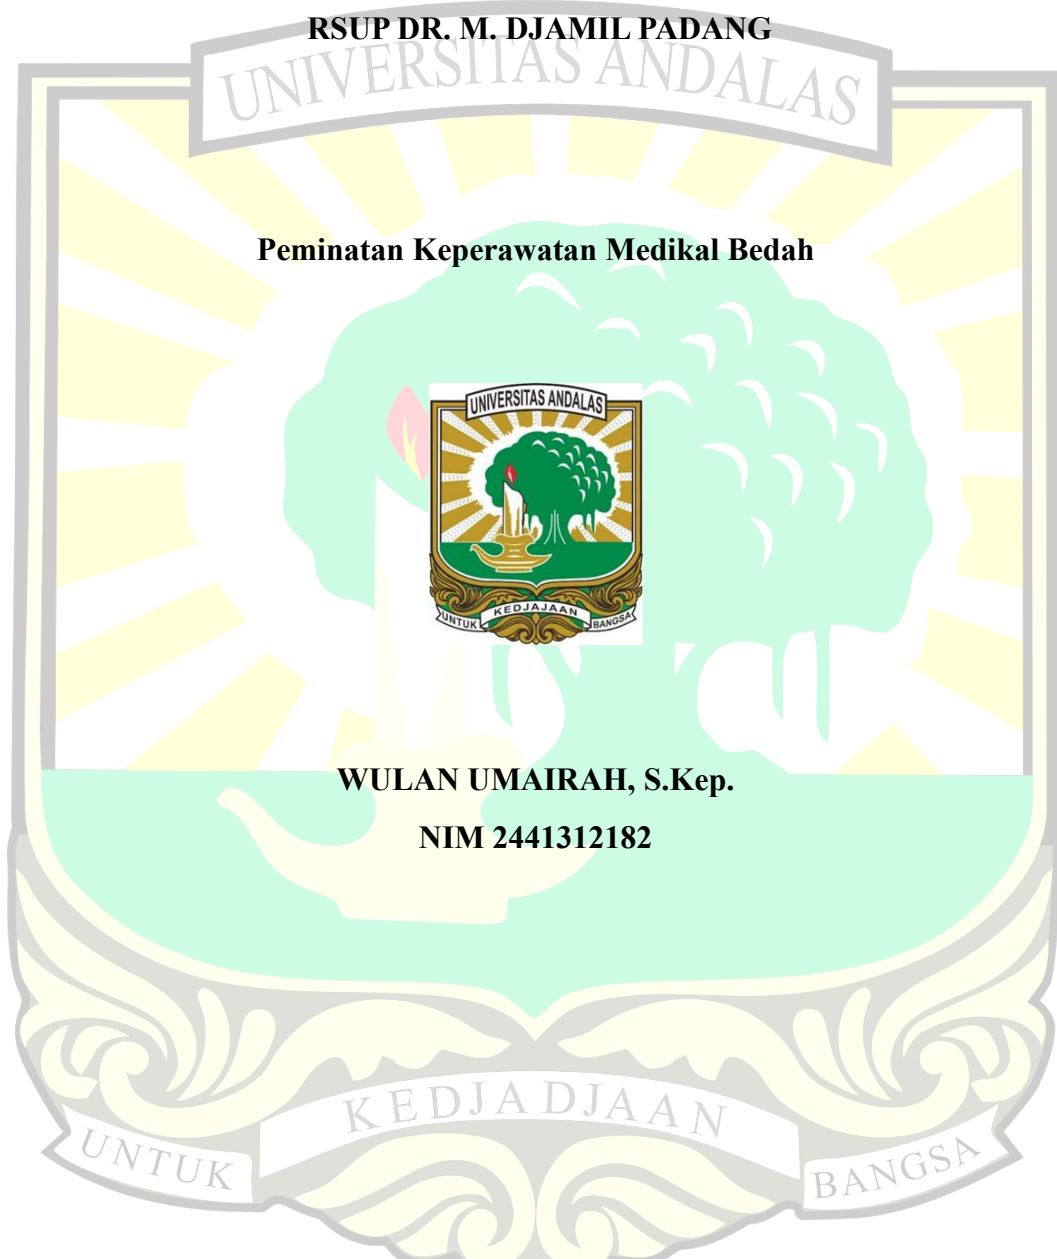 RSUP DR. M. DJAMIL PADANG
UNIVERSITAS ANDALAS
Peminatan Keperawatan Medikal Bedah
UNIVERSITAS ANDALAS
UNTUK KEDJAJAAN BANGSA
WULAN UMAIRAH, S.Kep.
NIM 2441312182
UNTUK KEDJADJAAN BANGSA